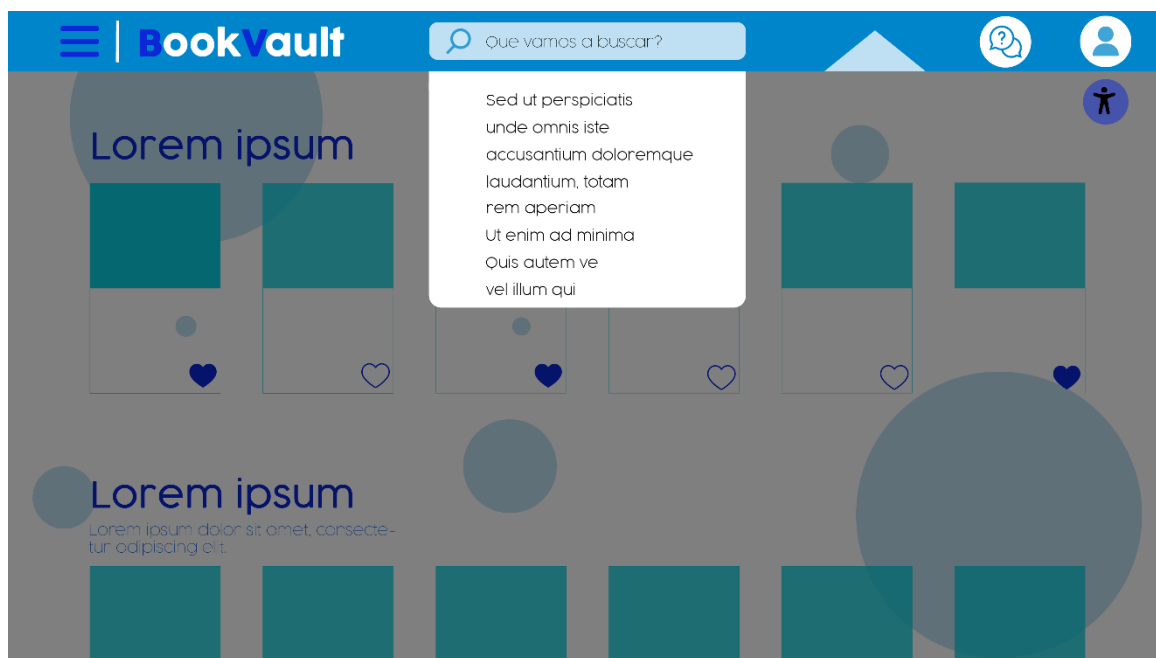 BookVault
Que vamos a buscar?
Sed ut perspiciatis
unde omnis iste
accusantium doloremque
laudantium, totam
rem aperiam
Ut enim ad minima
Quis autem ve
vel illum qui
Lorem ipsum
Lorem ipsum
Lorem ipsum dolor sit amet, consecte-
tur adipiscing elit.